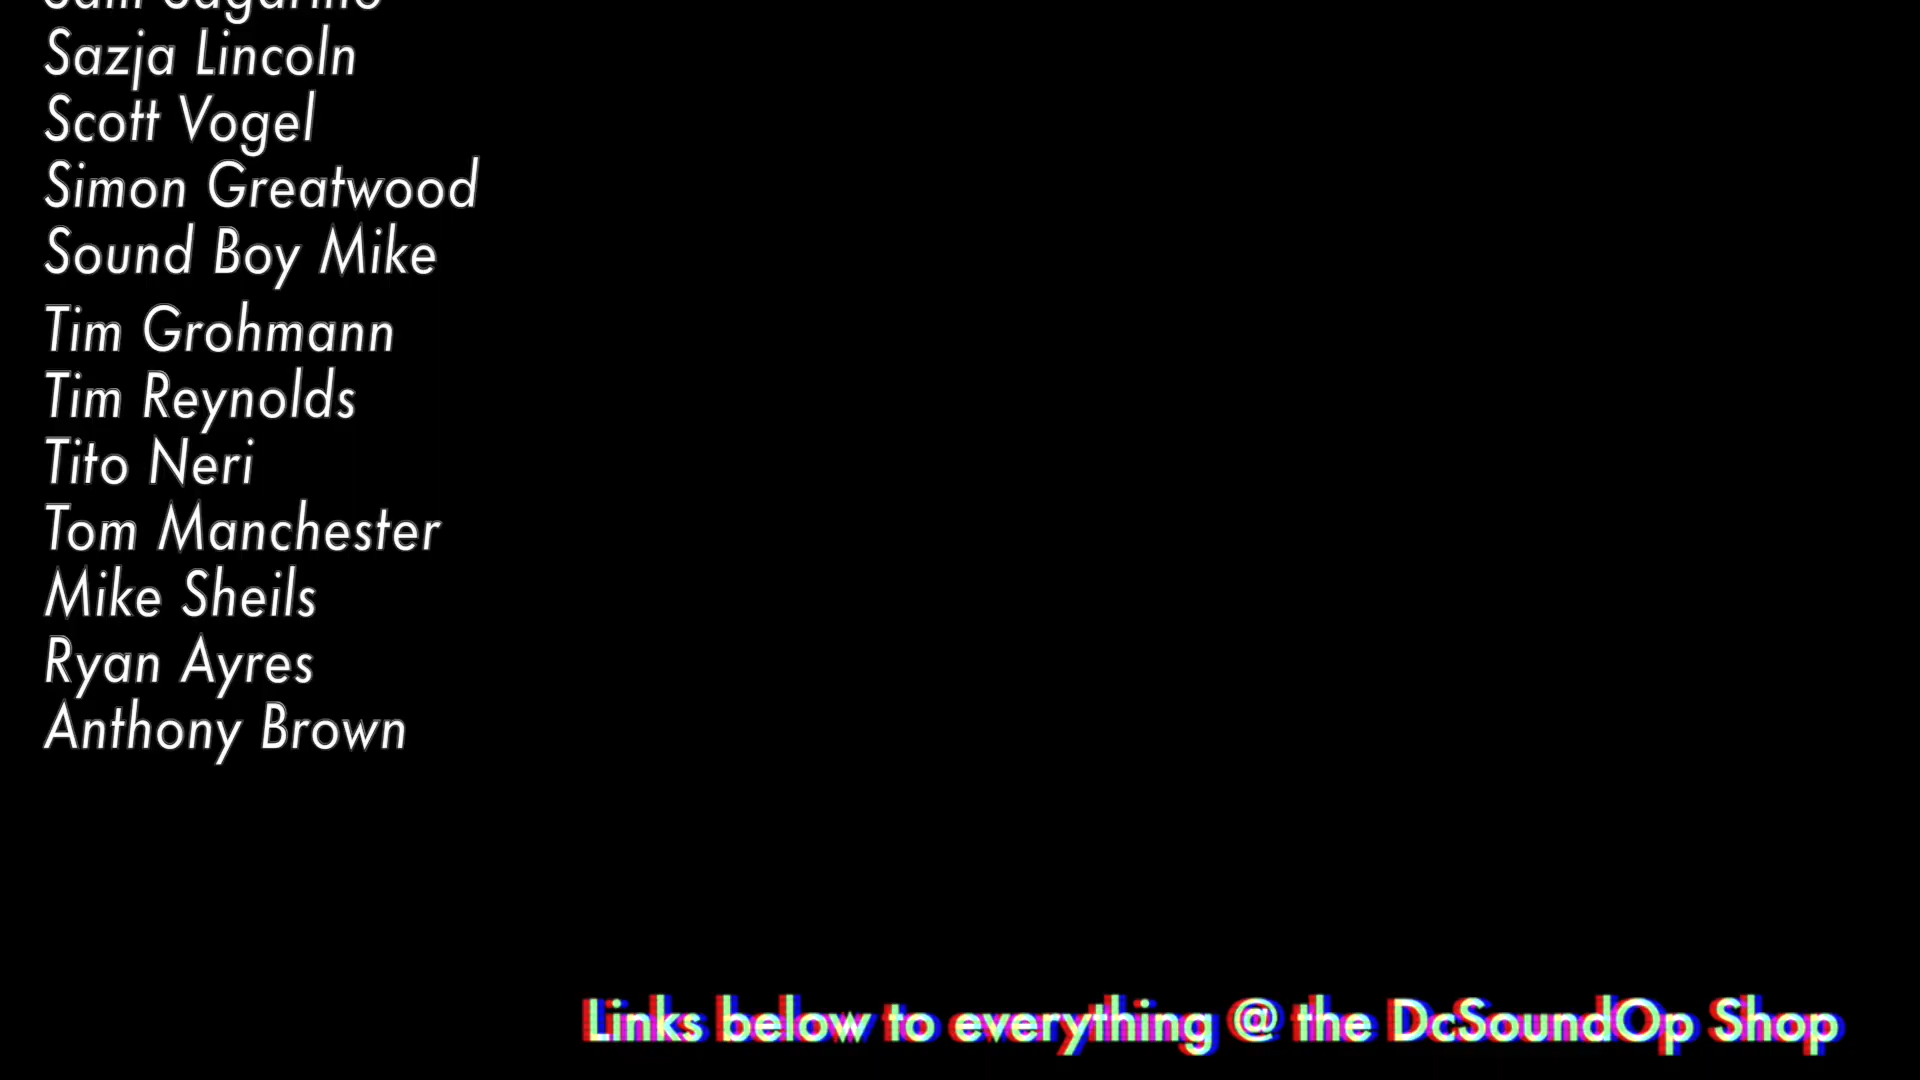 Sazja Lincoln
Scott Vogel
Simon Greatwood
Sound Boy Mike
Tim Grohmann
Tim Reynolds
Tito Neri
Tom Manchester
Mike Sheils
Ryan Ayres
Anthony Brown
Links below to everything @ the DcSoundOp Shop